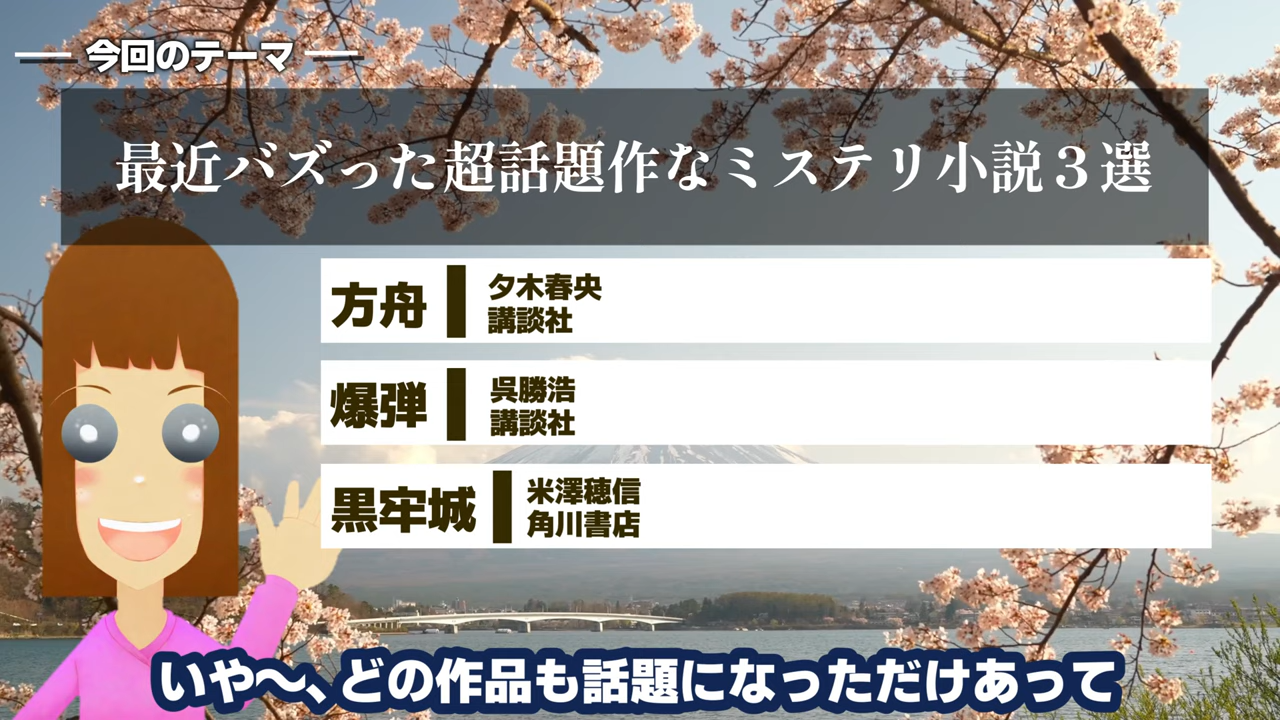 今回のテーマ
最近バズった超話題作なミステリ小説３選
方舟
夕木春央
講談社
爆弾
呉勝浩
講談社
黒牢城
米澤穂信
角川書店
いや〜、どの作品も話題になっただけあって